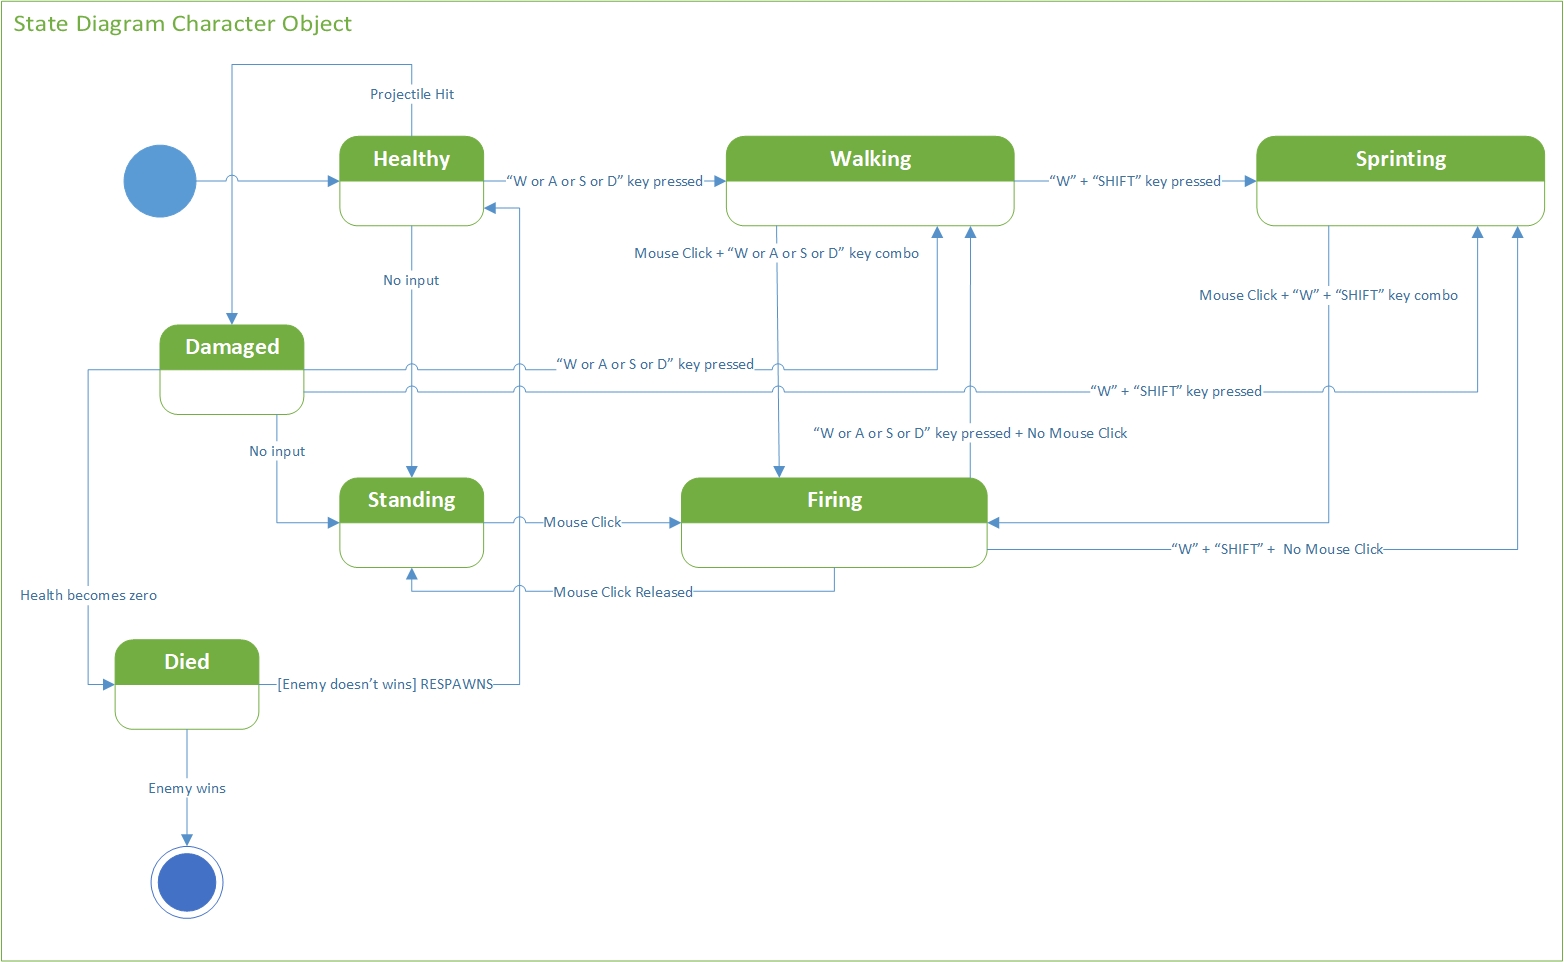 State Diagram Character Object
Projectile Hit
Healthy
Walking
Sprinting
“W or A or S or D” key pressed
“W” + “SHIFT” key pressed
Mouse Click + “W or A or S or D” key combo
No input
Mouse Click + “W” + “SHIFT” key combo
Damaged
“W or A or S or D” key pressed
“W” + “SHIFT” key pressed
“W or A or S or D” key pressed + No Mouse Click
No input
Standing
Firing
Mouse Click
“W” + “SHIFT” + No Mouse Click
Mouse Click Released
Health becomes zero
Died
[Enemy doesn’t wins] RESPAWNS
Enemy wins